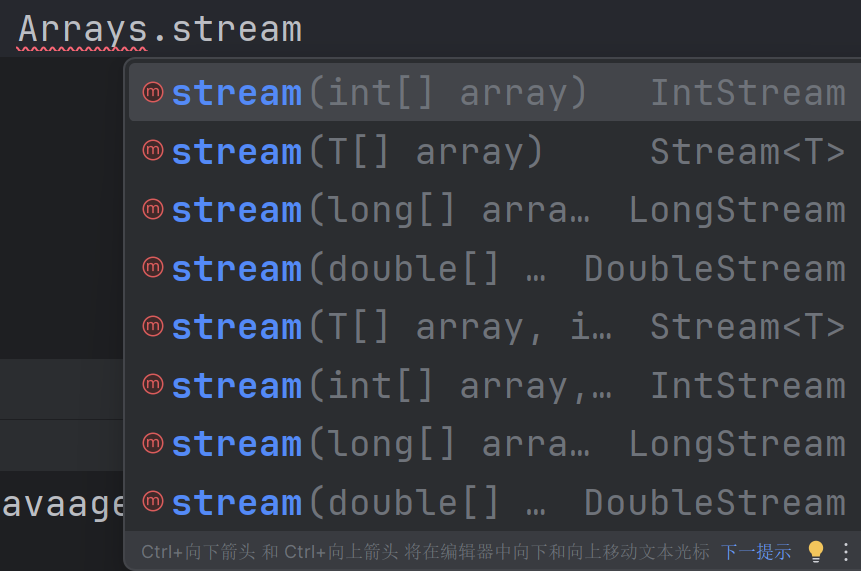 Arrays.stream
stream(int[] array) IntStream
stream(T[] array) Stream<T>
stream(long[] arra… LongStream
stream(double[] … DoubleStream
stream(T[] array, i… Stream<T>
stream(int[] array,… IntStream
stream(long[] arra… LongStream
stream(double[] … DoubleStream
avaage
Ctrl+向下箭头 和 Ctrl+向上箭头 将在编辑器中向下和向上移动文本光标 下一提示